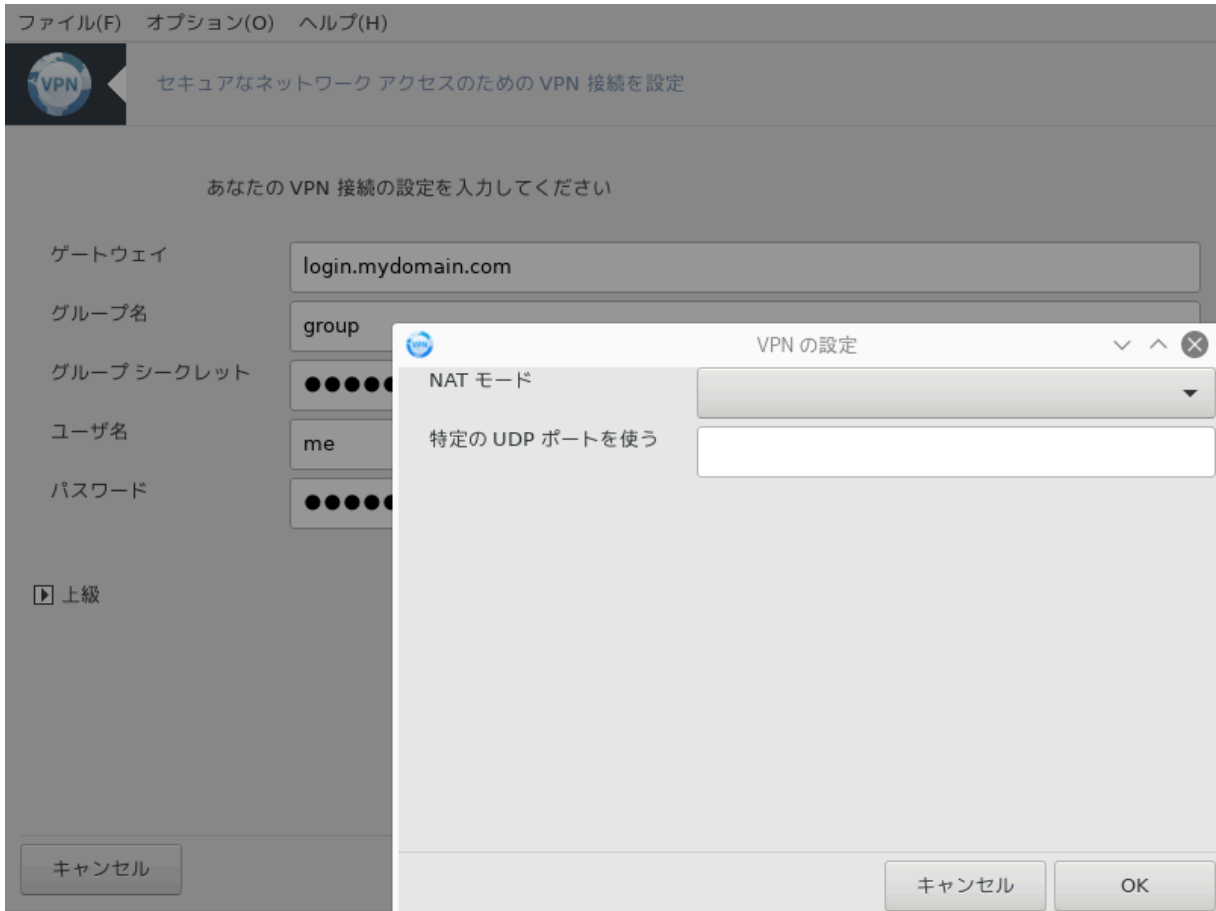 ファイル(F) オプション(O) ヘルプ(H)
VPN
セキュアなネットワーク アクセスのための VPN 接続を設定
あなたの VPN 接続の設定を入力してください
ゲートウェイ
login.mydomain.com
グループ名
group
グループ シークレット
ユーザ名
me
パスワード
上級
キャンセル
VPN
VPN の設定
NAT モード
特定の UDP ポートを使う
キャンセル
OK